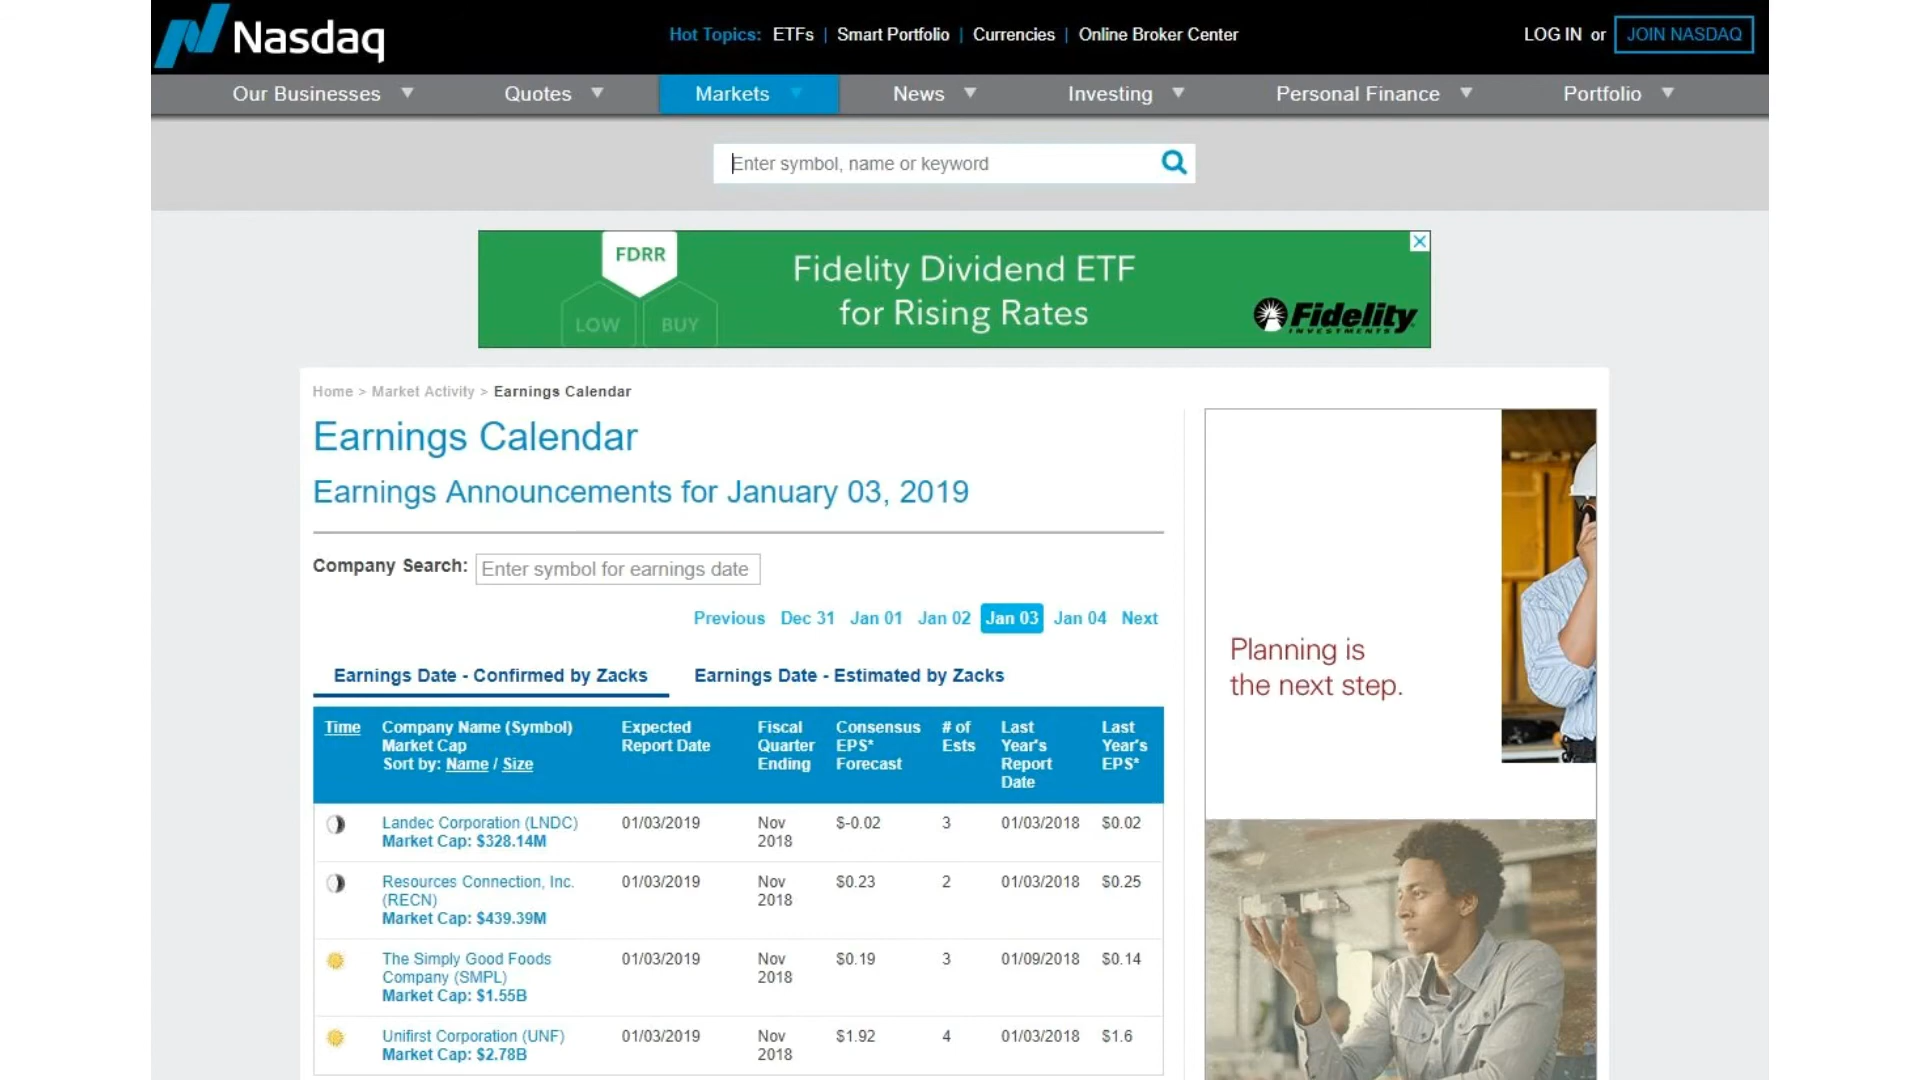 Nasdaq
Hot Topics: ETFs | Smart Portfolio | Currencies | Online Broker Center
LOG IN or JOIN NASDAQ
Our Businesses ▼ Quotes ▼ Markets ▼ News ▼ Investing ▼ Personal Finance ▼ Portfolio ▼
Enter symbol, name or keyword
FDRR
LOW BUY
Fidelity Dividend ETF
for Rising Rates
Fidelity
INVESTMENTS
Home > Market Activity > Earnings Calendar
Earnings Calendar
Earnings Announcements for January 03, 2019
Company Search: Enter symbol for earnings date
Previous Dec 31 Jan 01 Jan 02 Jan 03 Jan 04 Next
Earnings Date - Confirmed by Zacks Earnings Date - Estimated by Zacks
Time Company Name (Symbol) Expected Fiscal Consensus # of Last Last
Market Cap Report Date Quarter EPS* Ests Year's Year's
Sort by: Name / Size Ending Forecast Report EPS*
Date
Landec Corporation (LNDC) 01/03/2019 Nov $-0.02 3 01/03/2018 $0.02
Market Cap: $328.14M 2018
Resources Connection, Inc. 01/03/2019 Nov $0.23 2 01/03/2018 $0.25
(RECN) 2018
Market Cap: $439.39M
The Simply Good Foods 01/03/2019 Nov $0.19 3 01/09/2018 $0.14
Company (SMPL) 2018
Market Cap: $1.55B
Unifirst Corporation (UNF) 01/03/2019 Nov $1.92 4 01/03/2018 $1.6
Market Cap: $2.78B 2018
Planning is
the next step.